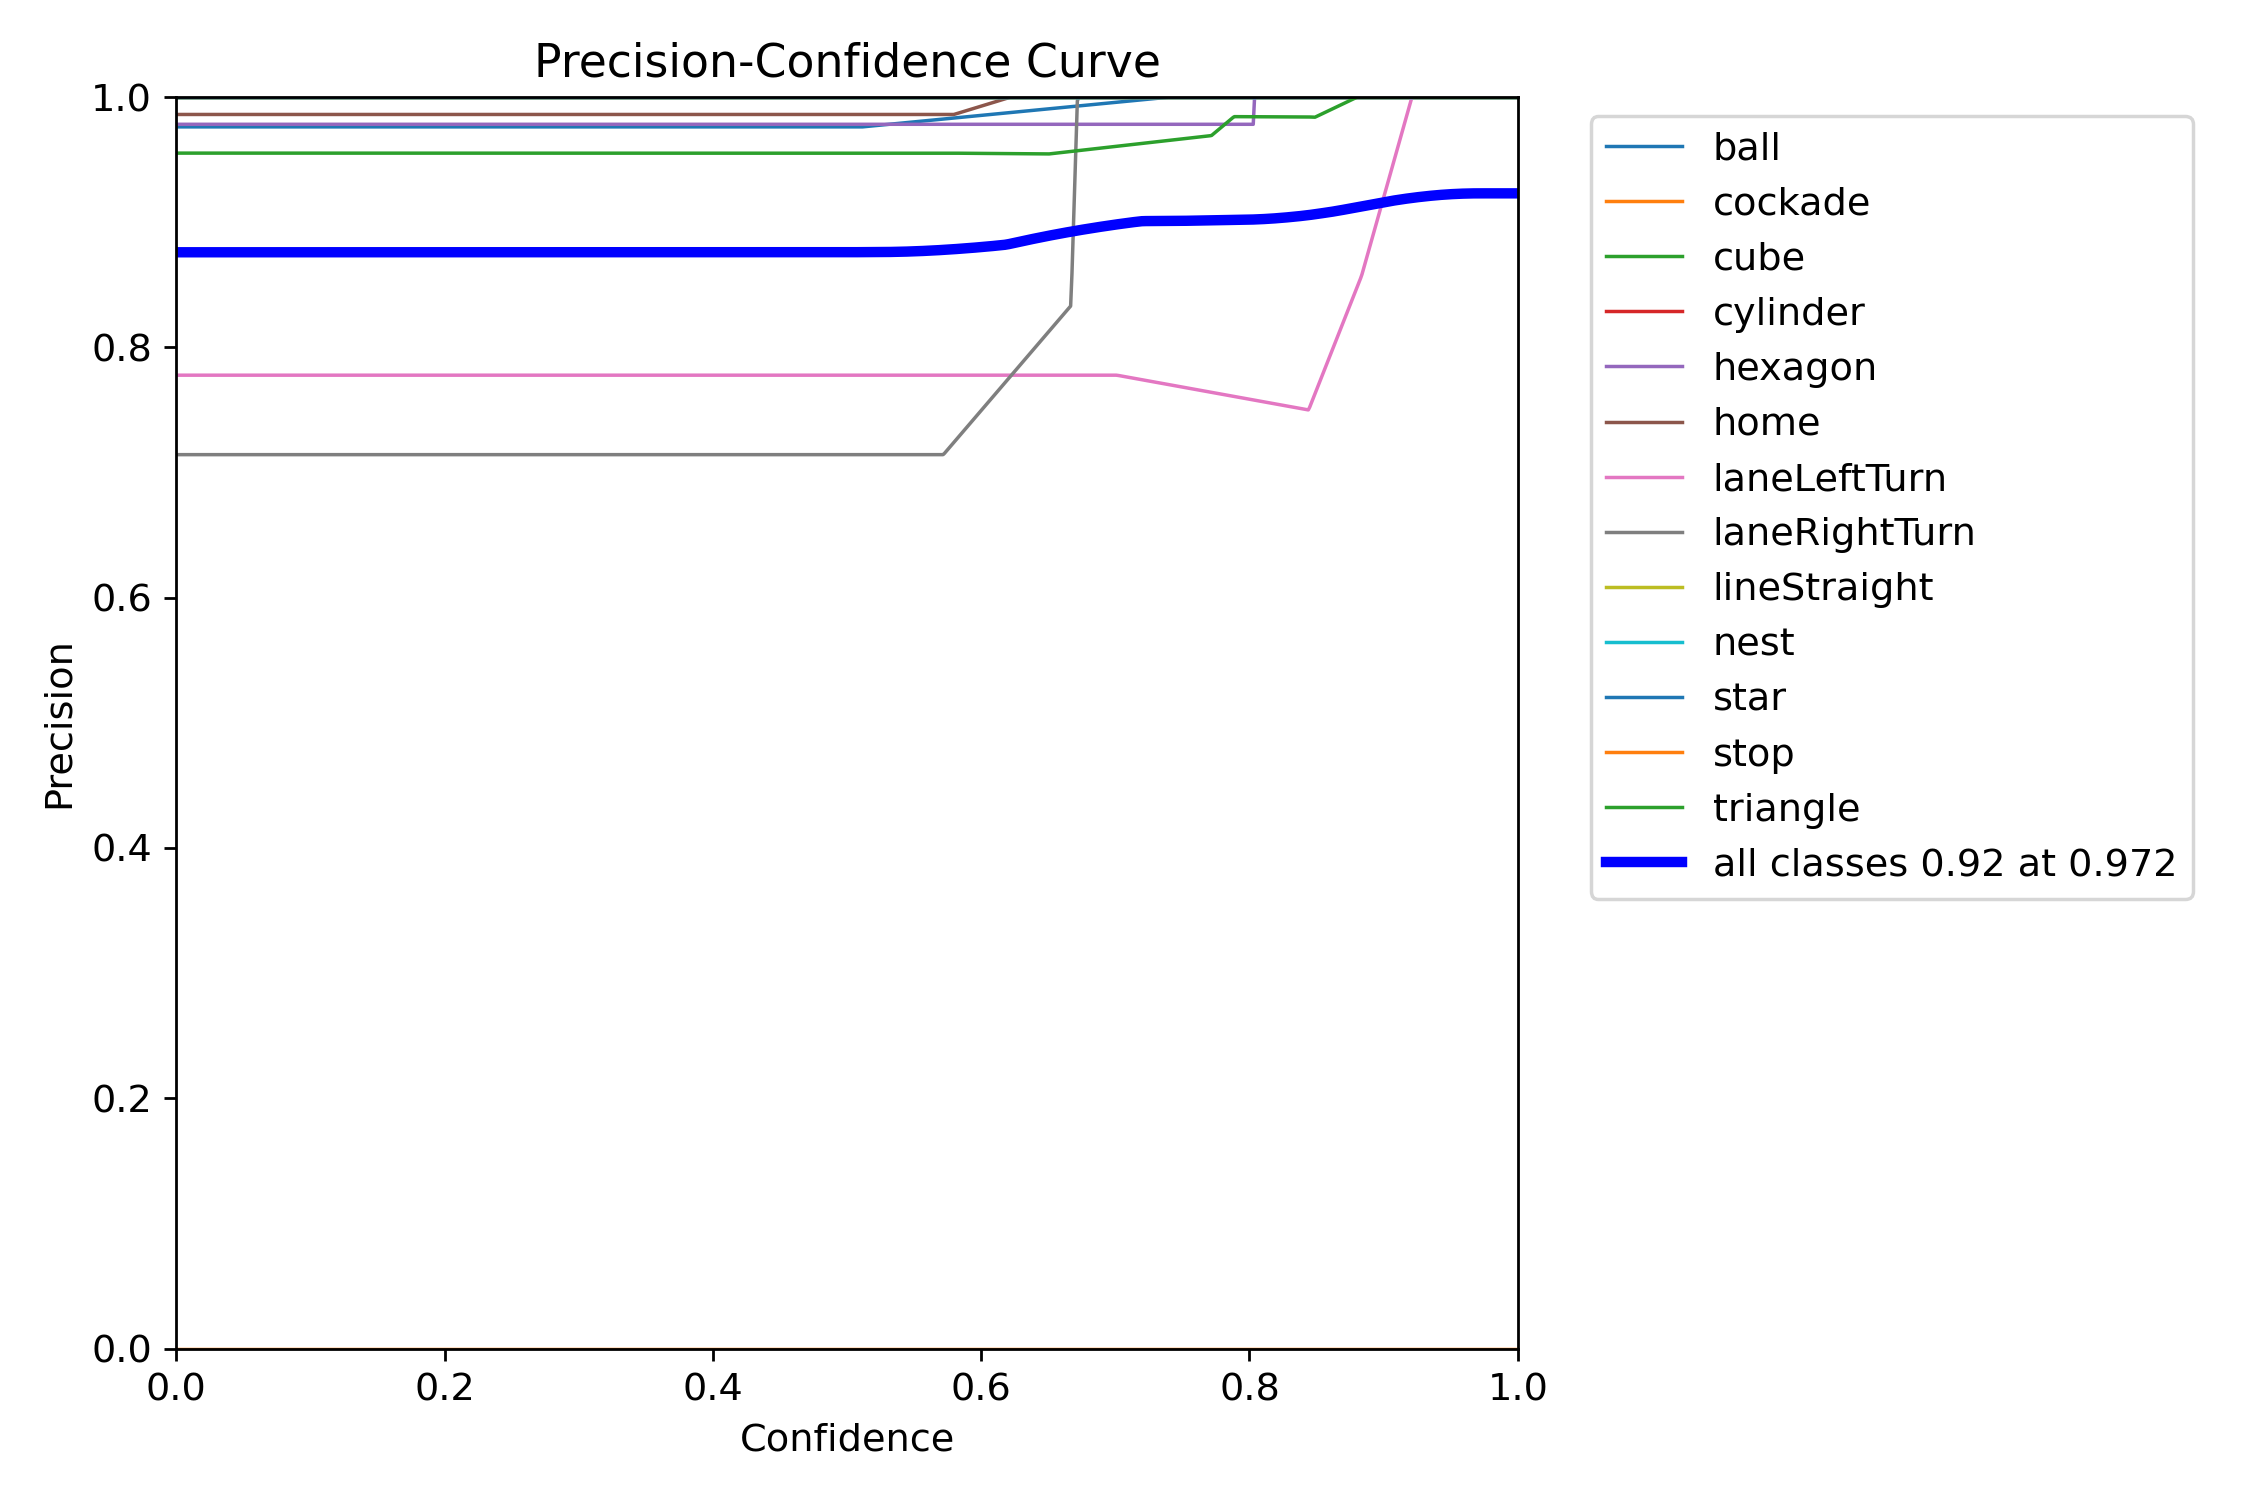 Precision-Confidence Curve
1.0
0.8
0.6
0.4
0.2
0.0
Precision
0.0 0.2 0.4 0.6 0.8 1.0
Confidence
ball
cockade
cube
cylinder
hexagon
home
laneLeftTurn
laneRightTurn
lineStraight
nest
star
stop
triangle
all classes 0.92 at 0.972